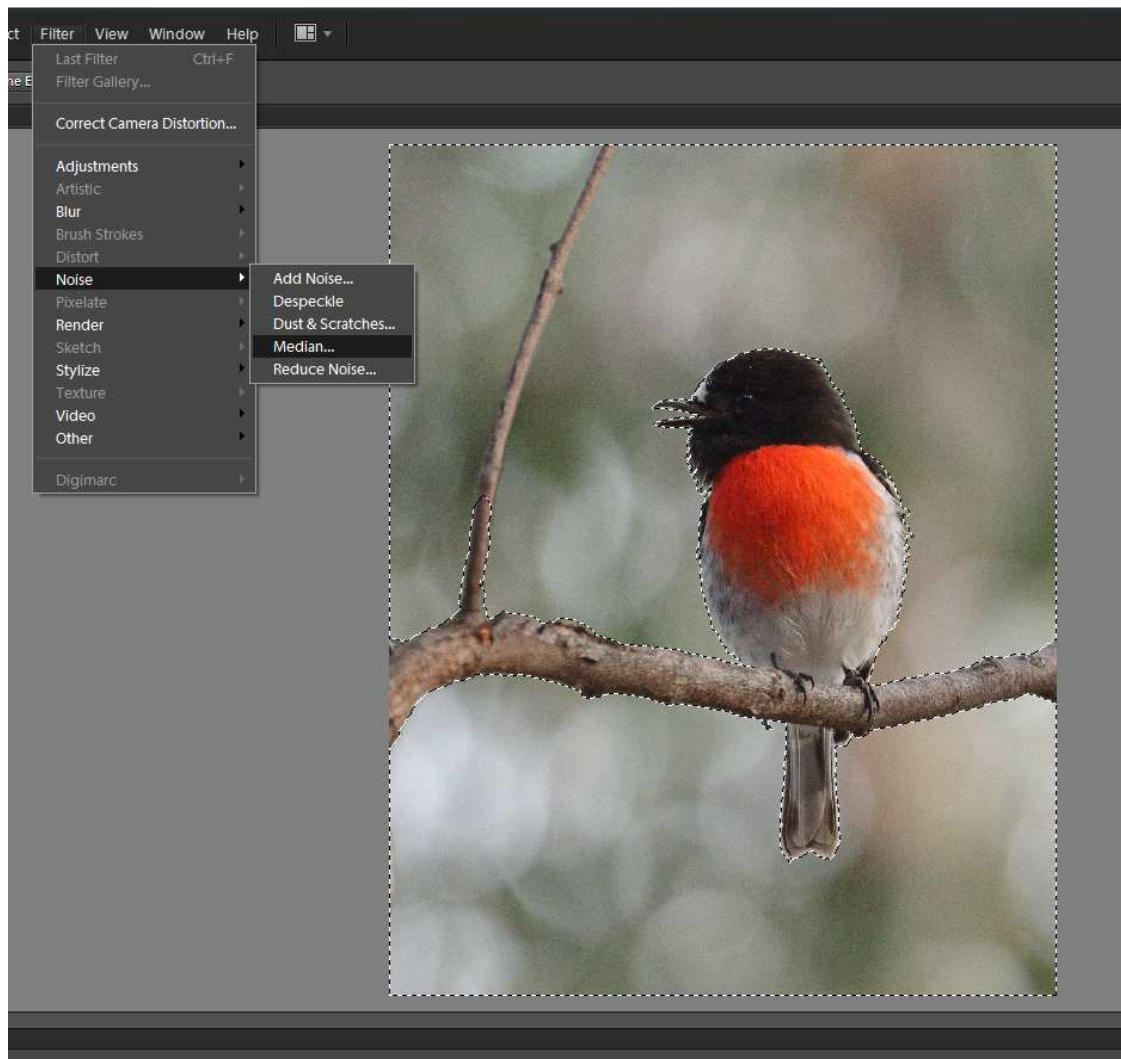 ct Filter View Window Help
ne E
Last Filter Ctrl+F
Filter Gallery...
Correct Camera Distortion...
Adjustments
Artistic
Blur
Brush Strokes
Distort
Noise
Pixelate
Render
Sketch
Stylize
Texture
Video
Other
Digimarc
Add Noise...
Despeckle
Dust & Scratches...
Median...
Reduce Noise...